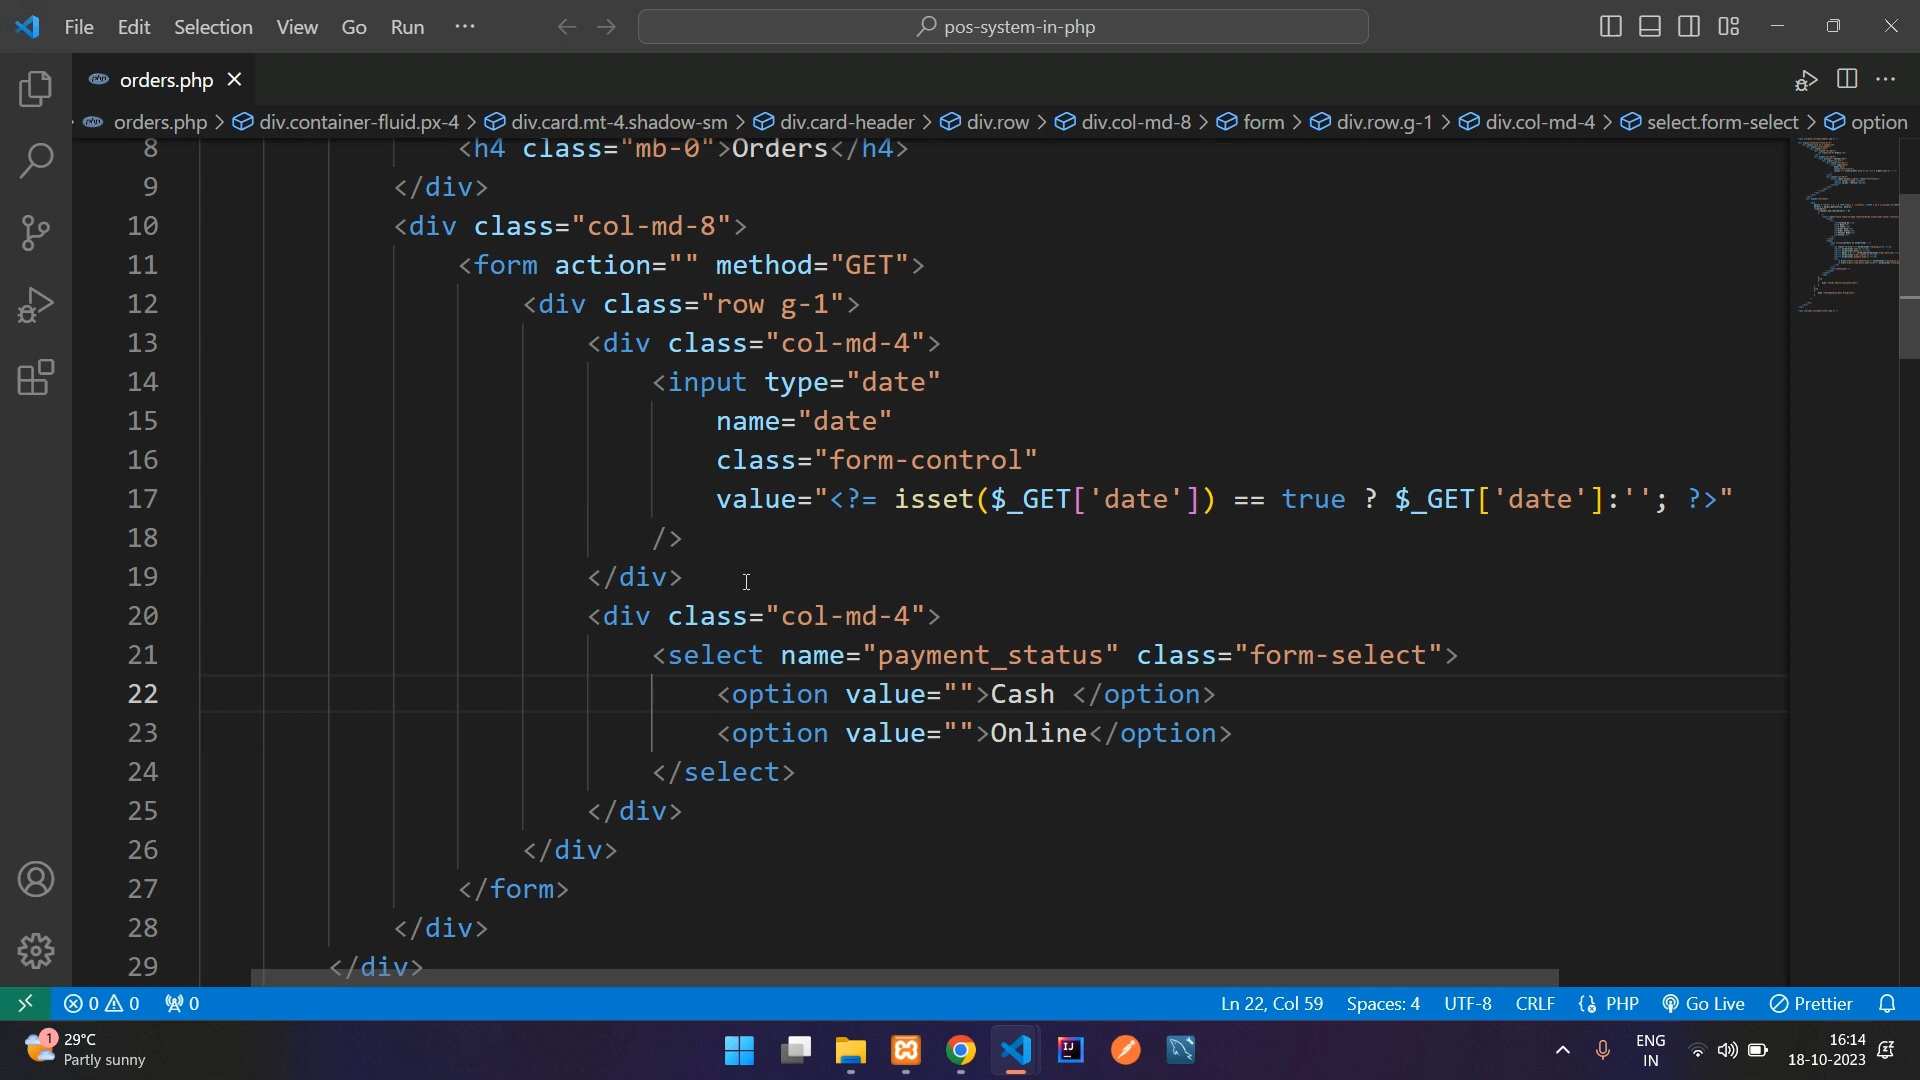 File Edit Selection View Go Run ··· pos-system-in-php
orders.php
orders.php > div.container-fluid.px-4 > div.card.mt-4.shadow-sm > div.card-header > div.row > div.col-md-8 > form > div.row.g-1 > div.col-md-4 > select.form-select > option
8 <h4 class="mb-0">Orders</h4>
9 </div>
10 <div class="col-md-8">
11 <form action="" method="GET">
12 <div class="row g-1">
13 <div class="col-md-4">
14 <input type="date"
15 name="date"
16 class="form-control"
17 value="<?= isset($_GET['date']) == true ? $_GET['date']:''; ?>"
18 />
19 </div>
20 <div class="col-md-4">
21 <select name="payment_status" class="form-select">
22 <option value="">Cash </option>
23 <option value="">Online</option>
24 </select>
25 </div>
26 </div>
27 </form>
28 </div>
29 </div>
0 0 0 Ln 22, Col 59 Spaces: 4 UTF-8 CRLF PHP Go Live Prettier
1 29°C
Partly sunny
ENG
IN
16:14
18-10-2023